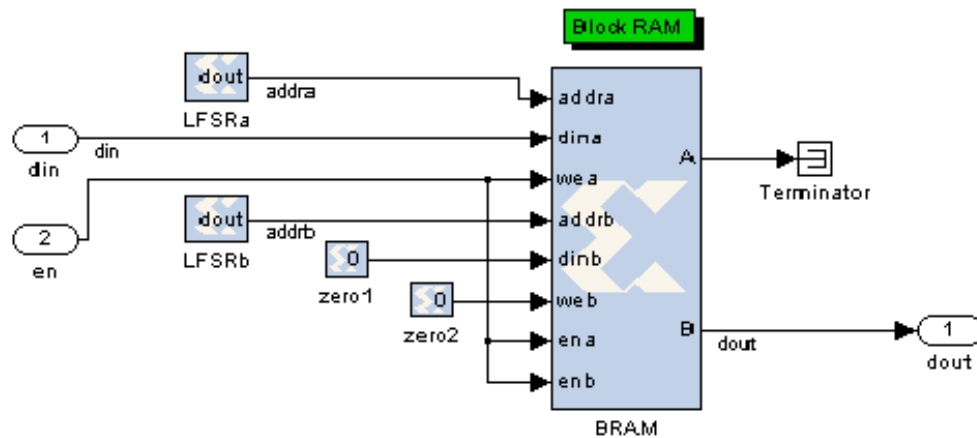 Block RAM
dout
addra
LFSRa
1
din
din
2
en
dout
addrb
LFSRb
0
zero1
0
zero2
addra
dina
wea
addrb
dinb
web
ena
enb
A
B
BRAM
Terminator
dout
1
dout